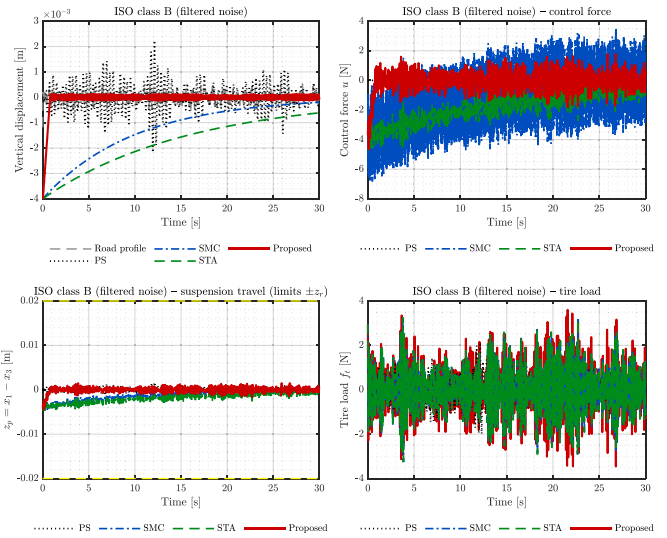 ISO class B (filtered noise)
×10⁻³
3
2
1
0
-1
-2
-3
-4
0 5 10 15 20 25 30
Vertical displacement [m]
Time [s]
Road profile SMC Proposed
PS STA
ISO class B (filtered noise) – control force
4
2
0
-2
-4
-6
-8
0 5 10 15 20 25 30
Control force u [N]
Time [s]
PS SMC STA Proposed
ISO class B (filtered noise) – suspension travel (limits ±zᵣ)
0.02
0.01
0
-0.01
-0.02
0 5 10 15 20 25 30
zₚ = x₁ − x₃ [m]
Time [s]
PS SMC STA Proposed
ISO class B (filtered noise) – tire load
4
2
0
-2
-4
0 5 10 15 20 25 30
Tire load fₜ [N]
Time [s]
PS SMC STA Proposed